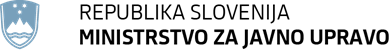 REPUBLIKA SLOVENIJA
MINISTRSTVO ZA JAVNO UPRAVO